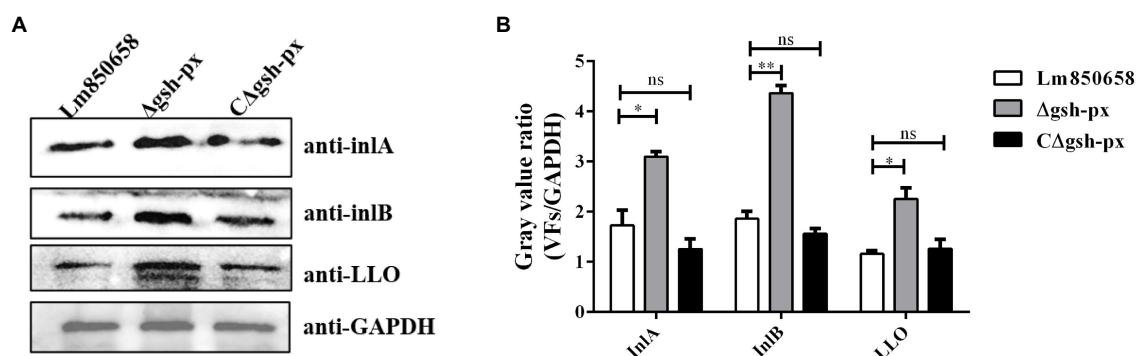 A
Lm850658
Δgsh-px
CΔgsh-px
anti-inlA
anti-inlB
anti-LLO
anti-GAPDH
B
Gray value ratio
(VFs/GAPDH)
5
4
3
2
1
0
ns
*
ns
**
ns
*
InlA
InlB
LLO
Lm850658
Δgsh-px
CΔgsh-px